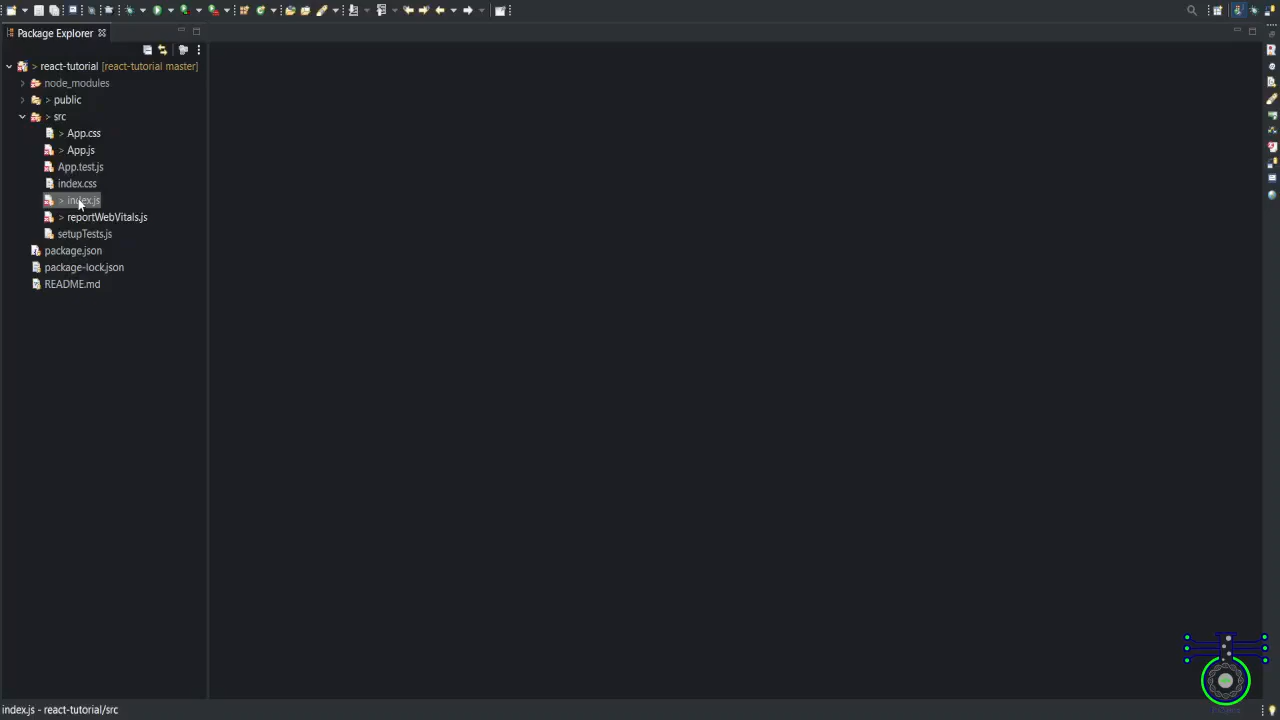 Package Explorer
> react-tutorial [react-tutorial master]
node_modules
> public
> src
> App.css
> App.js
App.test.js
index.css
> index.js
> reportWebVitals.js
setupTests.js
package.json
package-lock.json
README.md
index.js - react-tutorial/src